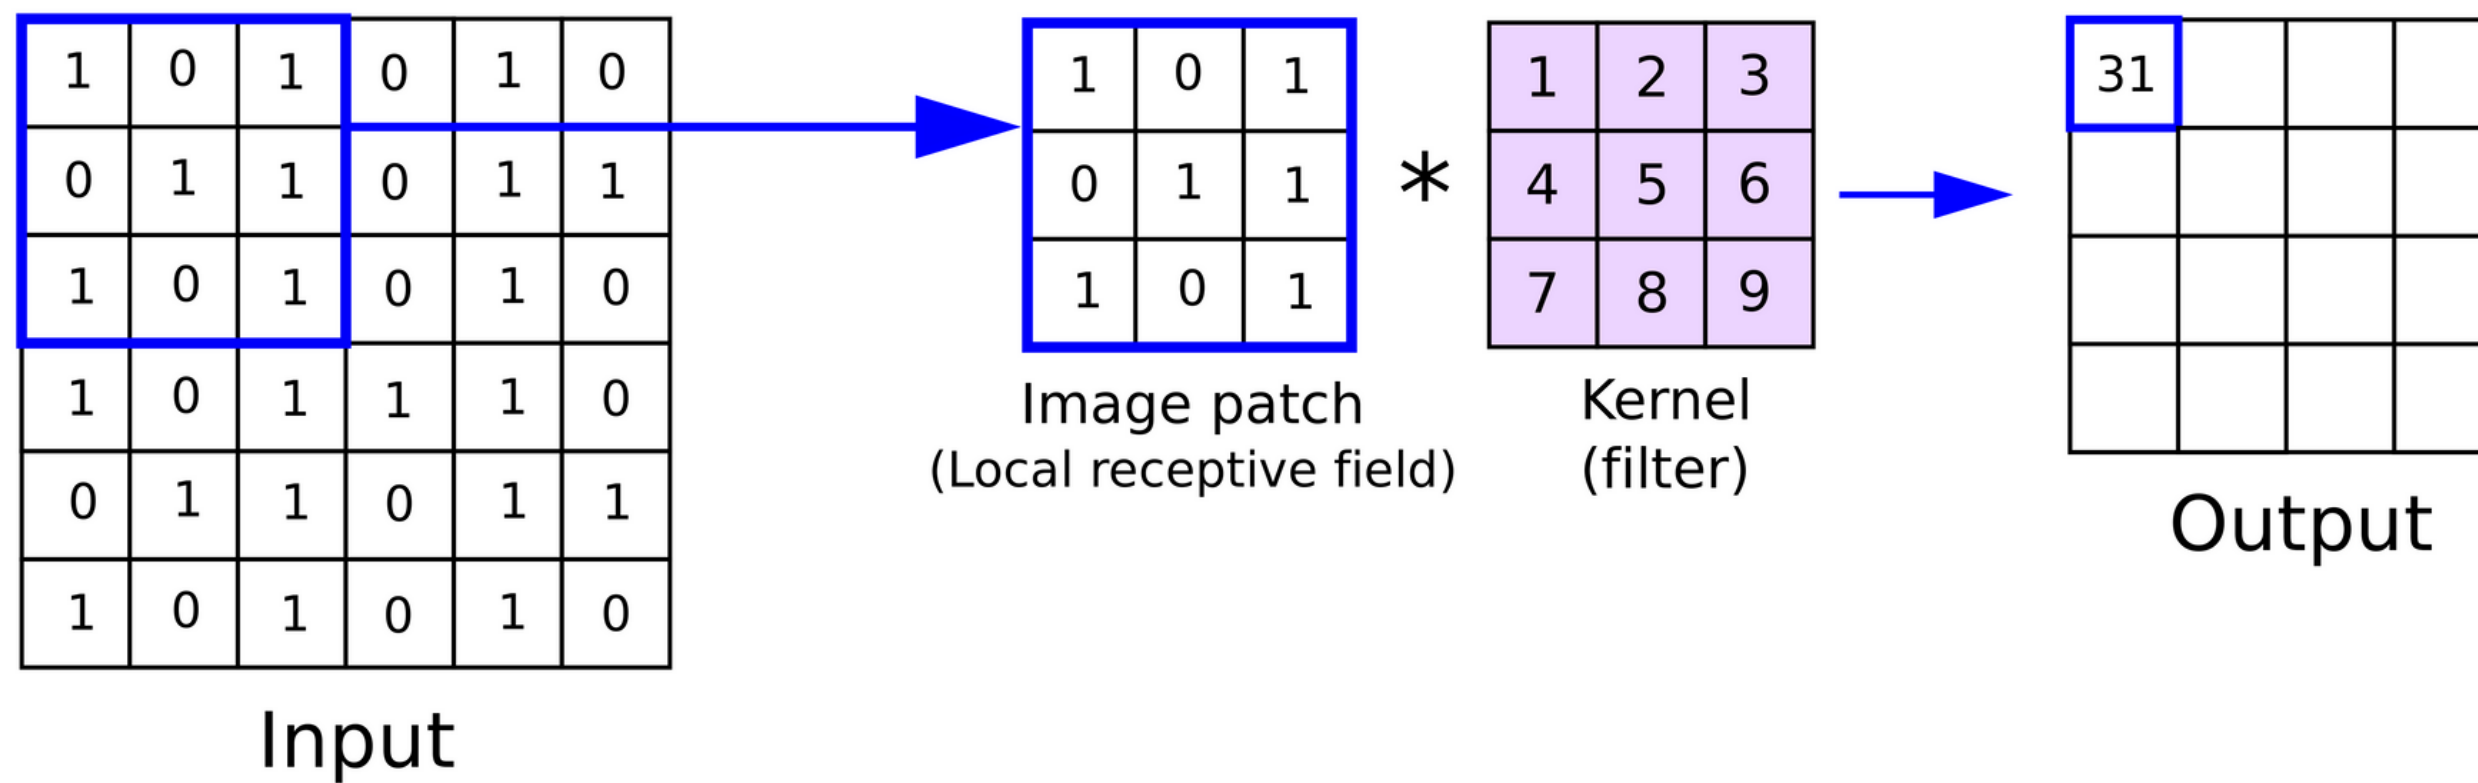 1 0 1 0 1 0
0 1 1 0 1 1
1 0 1 0 1 0
1 0 1 1 1 0
0 1 1 0 1 1
1 0 1 0 1 0
Input
1 0 1
0 1 1
1 0 1
Image patch
(Local receptive field)
*
1 2 3
4 5 6
7 8 9
Kernel
(filter)
31
Output